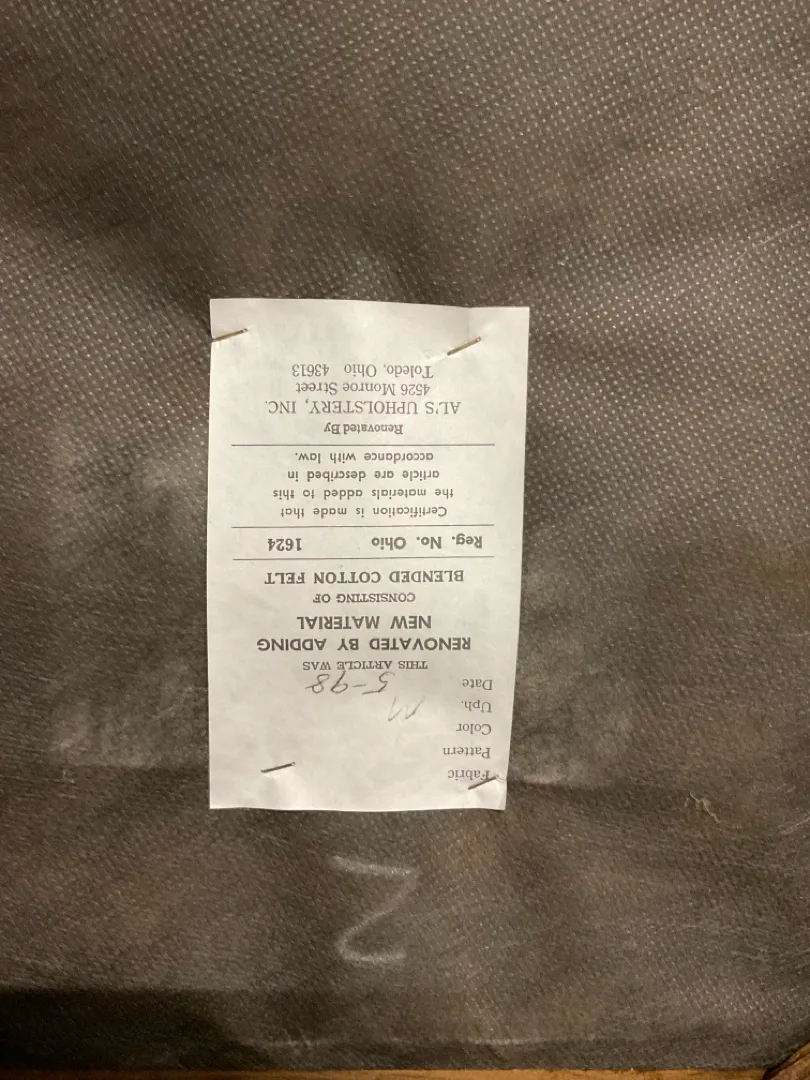 Fabric
Pattern
Color
Uph. M
Date 5-98
THIS ARTICLE WAS
RENOVATED BY ADDING
NEW MATERIAL
CONSISTING OF
BLENDED COTTON FELT
Reg. No. Ohio 1624
Certification is made that
the materials added to this
article are described in
accordance with law.
Renovated By
AL'S UPHOLSTERY, INC.
4526 Monroe Street
Toledo, Ohio 43613